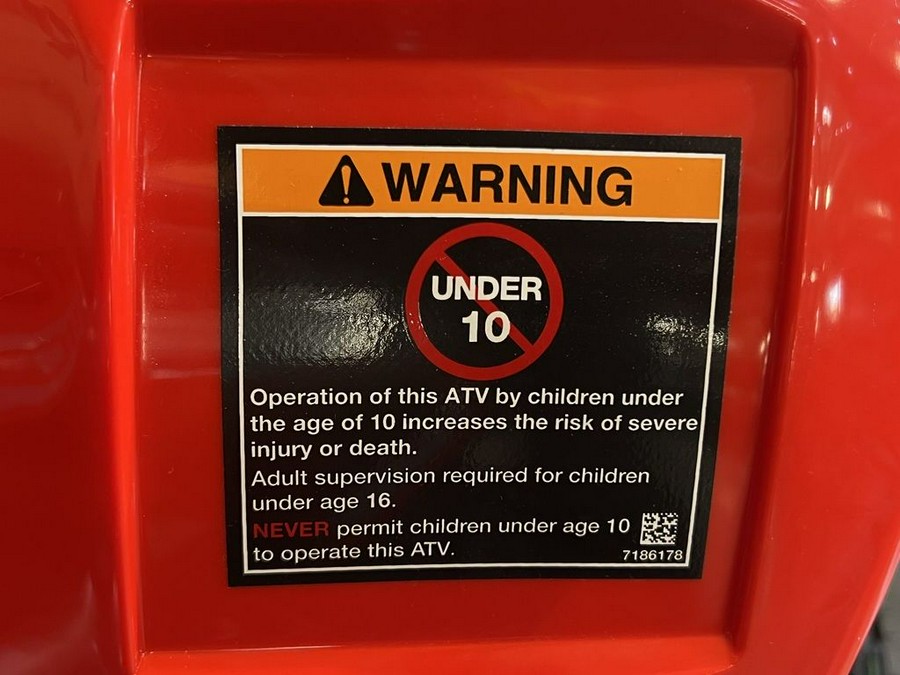 WARNING
UNDER
10
Operation of this ATV by children under
the age of 10 increases the risk of severe
injury or death.
Adult supervision required for children
under age 16.
NEVER permit children under age 10
to operate this ATV.
7186178